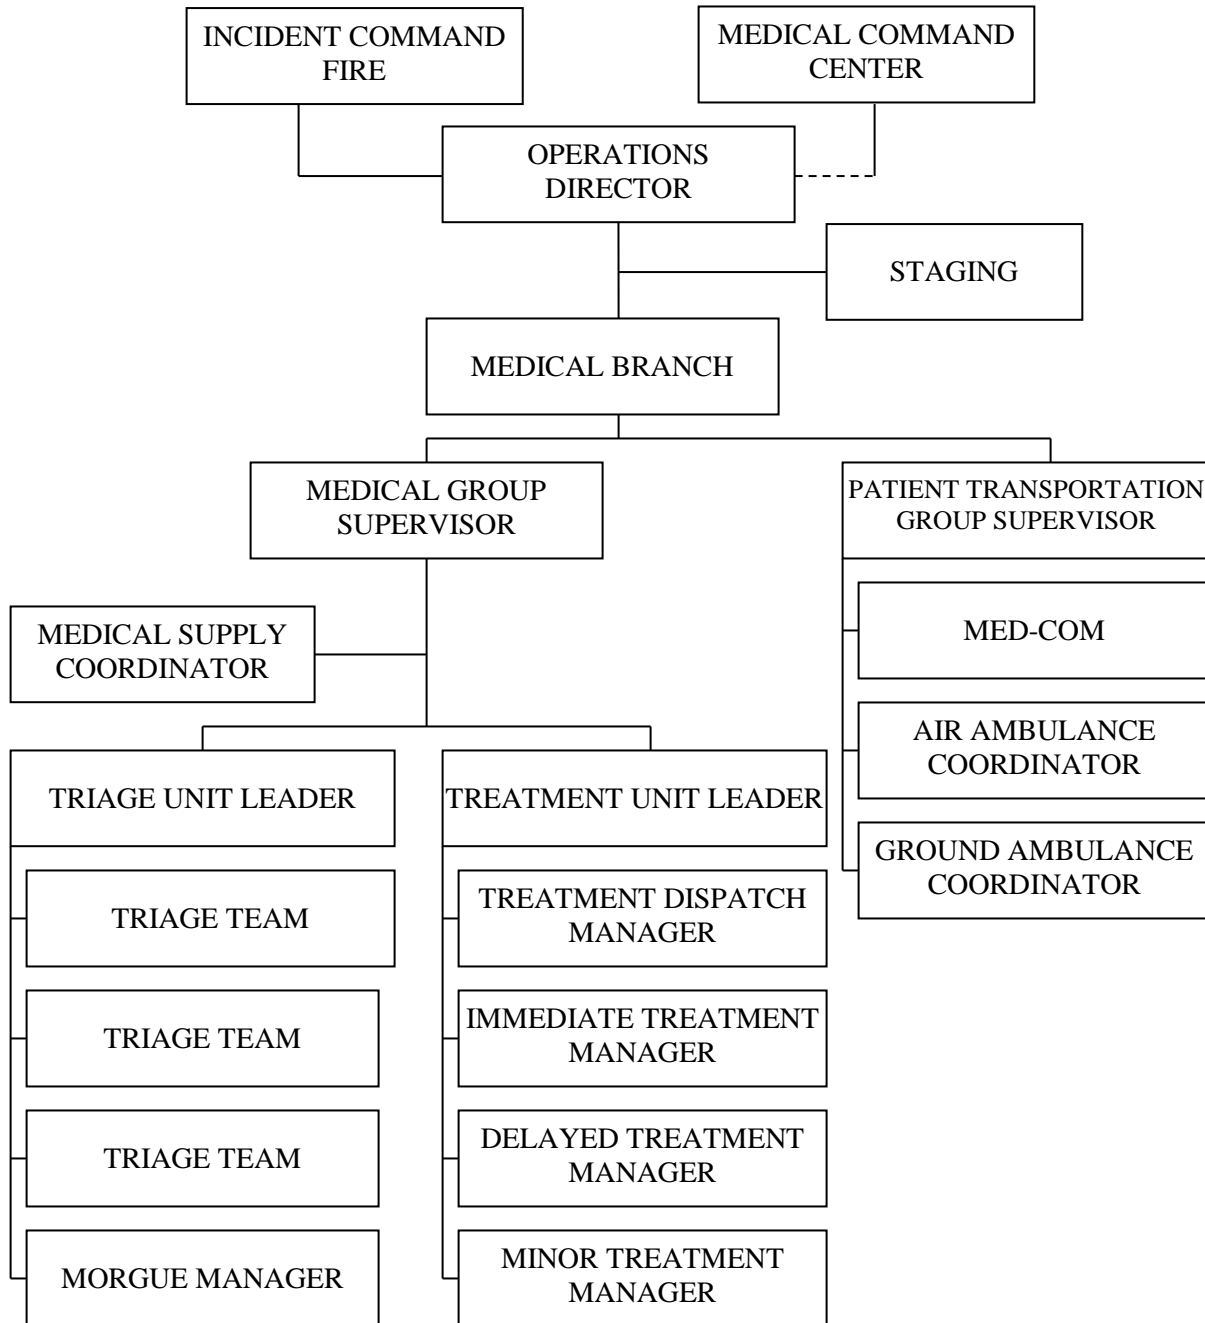 INCIDENT COMMAND
FIRE
MEDICAL COMMAND
CENTER
OPERATIONS
DIRECTOR
STAGING
MEDICAL BRANCH
MEDICAL GROUP
SUPERVISOR
PATIENT TRANSPORTATION
GROUP SUPERVISOR
MEDICAL SUPPLY
COORDINATOR
MED-COM
AIR AMBULANCE
COORDINATOR
GROUND AMBULANCE
COORDINATOR
TRIAGE UNIT LEADER
TRIAGE TEAM
TRIAGE TEAM
TRIAGE TEAM
MORGUE MANAGER
TREATMENT UNIT LEADER
TREATMENT DISPATCH
MANAGER
IMMEDIATE TREATMENT
MANAGER
DELAYED TREATMENT
MANAGER
MINOR TREATMENT
MANAGER